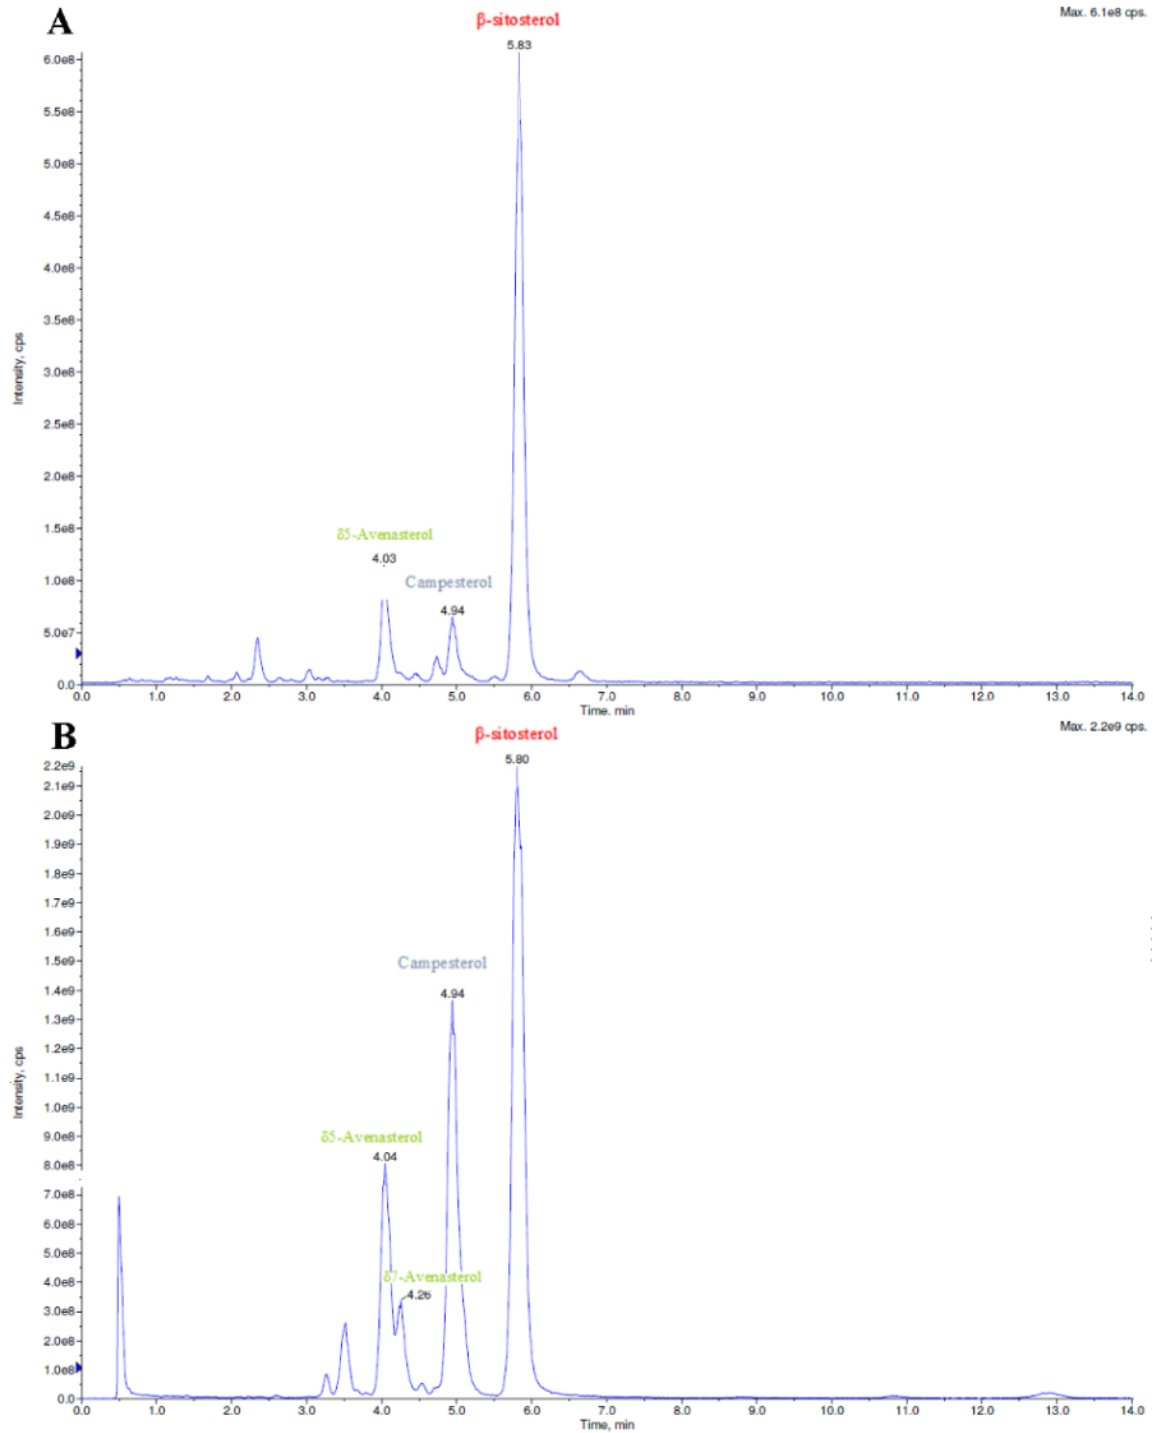 A
β-sitosterol
Max. 6.1e8 cps.
5.83
6.0e8
5.5e8
5.0e8
4.5e8
4.0e8
3.5e8
3.0e8
2.5e8
2.0e8
1.5e8
1.0e8
5.0e7
0.0
Intensity, cps
δ5-Avenasterol
4.03
Campesterol
4.94
0.0 1.0 2.0 3.0 4.0 5.0 6.0 7.0 8.0 9.0 10.0 11.0 12.0 13.0 14.0
Time, min
B
β-sitosterol
Max. 2.2e9 cps.
5.80
2.2e9
2.1e9
2.0e9
1.9e9
1.8e9
1.7e9
1.6e9
1.5e9
1.4e9
1.3e9
1.2e9
1.1e9
1.0e9
9.0e8
8.0e8
7.0e8
6.0e8
5.0e8
4.0e8
3.0e8
2.0e8
1.0e8
0.0
Intensity, cps
Campesterol
4.94
δ5-Avenasterol
4.04
δ7-Avenasterol
4.26
0.0 1.0 2.0 3.0 4.0 5.0 6.0 7.0 8.0 9.0 10.0 11.0 12.0 13.0 14.0
Time, min